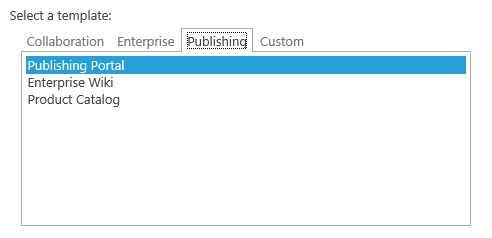 Select a template:
Collaboration Enterprise Publishing Custom
Publishing Portal
Enterprise Wiki
Product Catalog